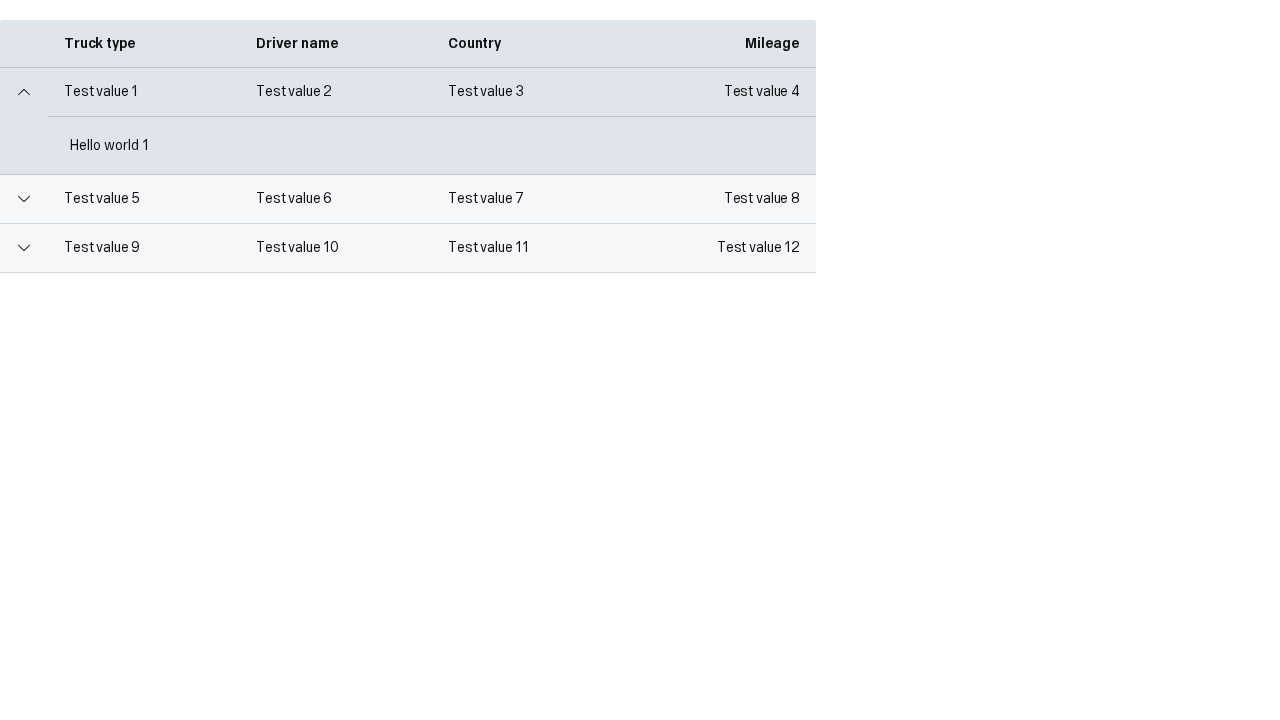 Truck type Driver name Country Mileage
Test value 1 Test value 2 Test value 3 Test value 4
Hello world 1
Test value 5 Test value 6 Test value 7 Test value 8
Test value 9 Test value 10 Test value 11 Test value 12